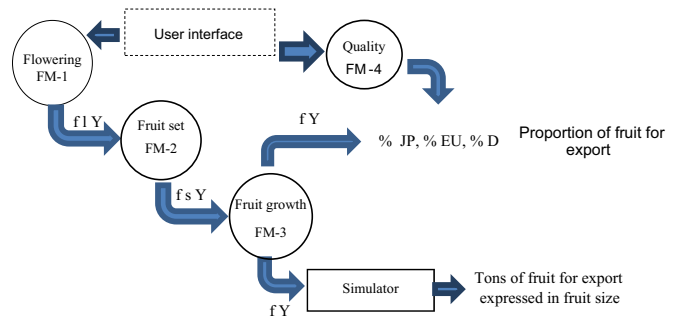 User interface
Flowering
FM-1
Quality
FM-4
f l Y
Fruit set
FM-2
f Y
% JP, % EU, % D
Proportion of fruit for
export
f s Y
Fruit growth
FM-3
f Y
Simulator
Tons of fruit for export
expressed in fruit size